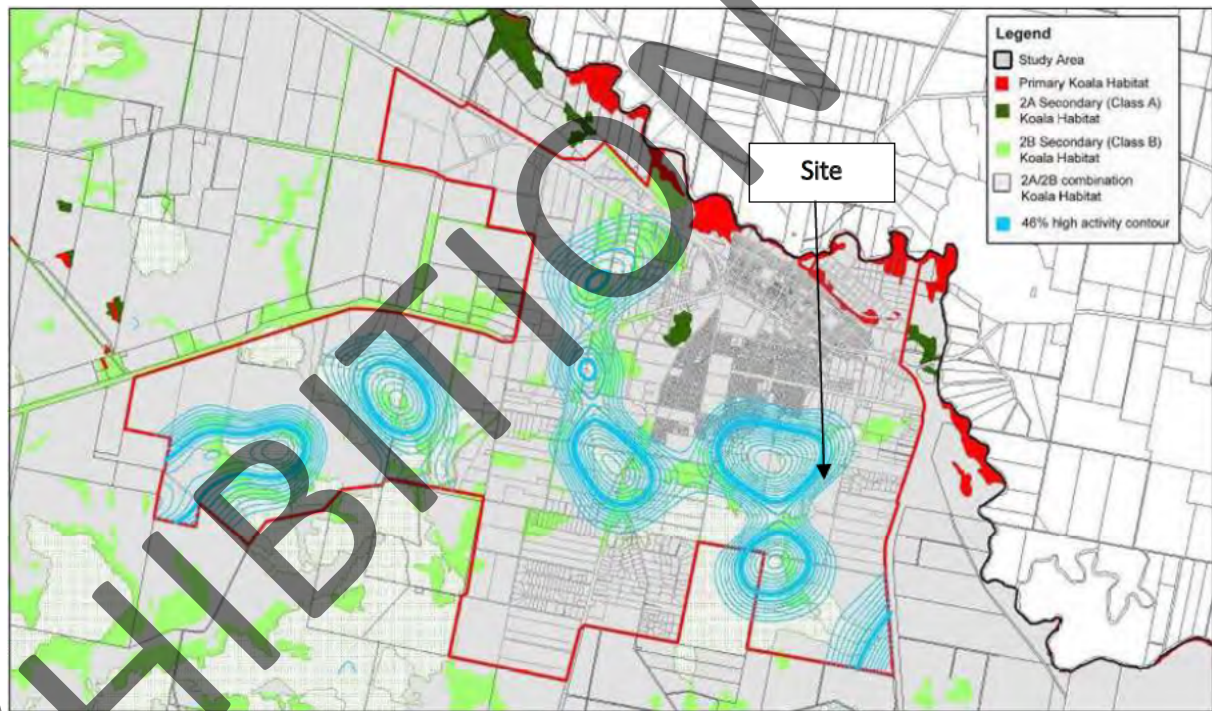 Legend
Study Area
Primary Koala Habitat
2A Secondary (Class A)
Koala Habitat
2B Secondary (Class B)
Koala Habitat
2A/2B combination
Koala Habitat
46% high activity contour
Site
HIBITION